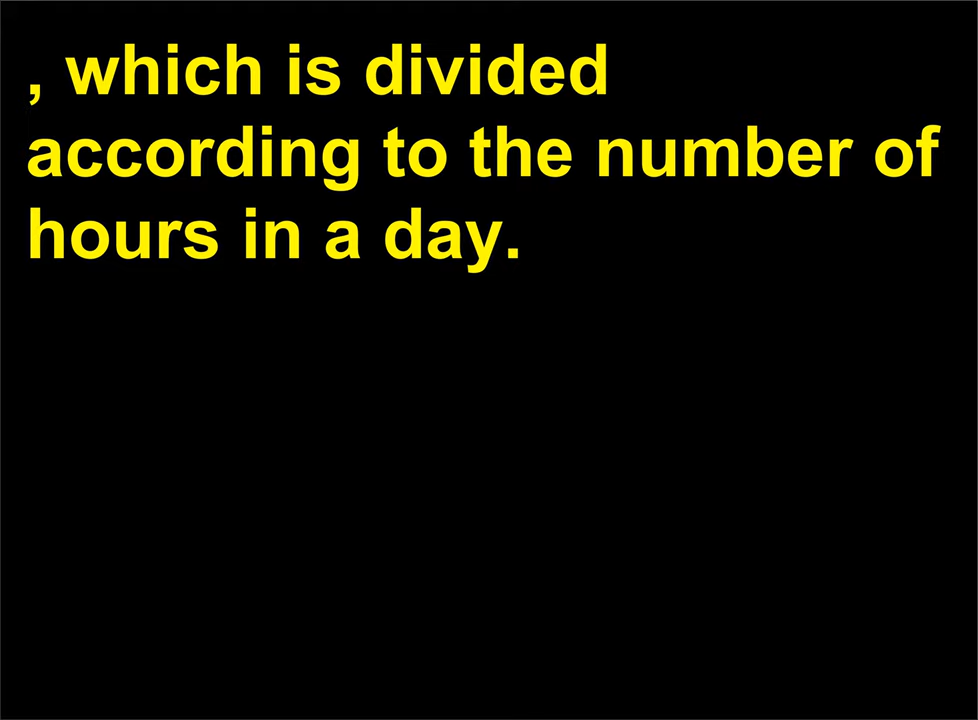 , which is divided
according to the number of
hours in a day.